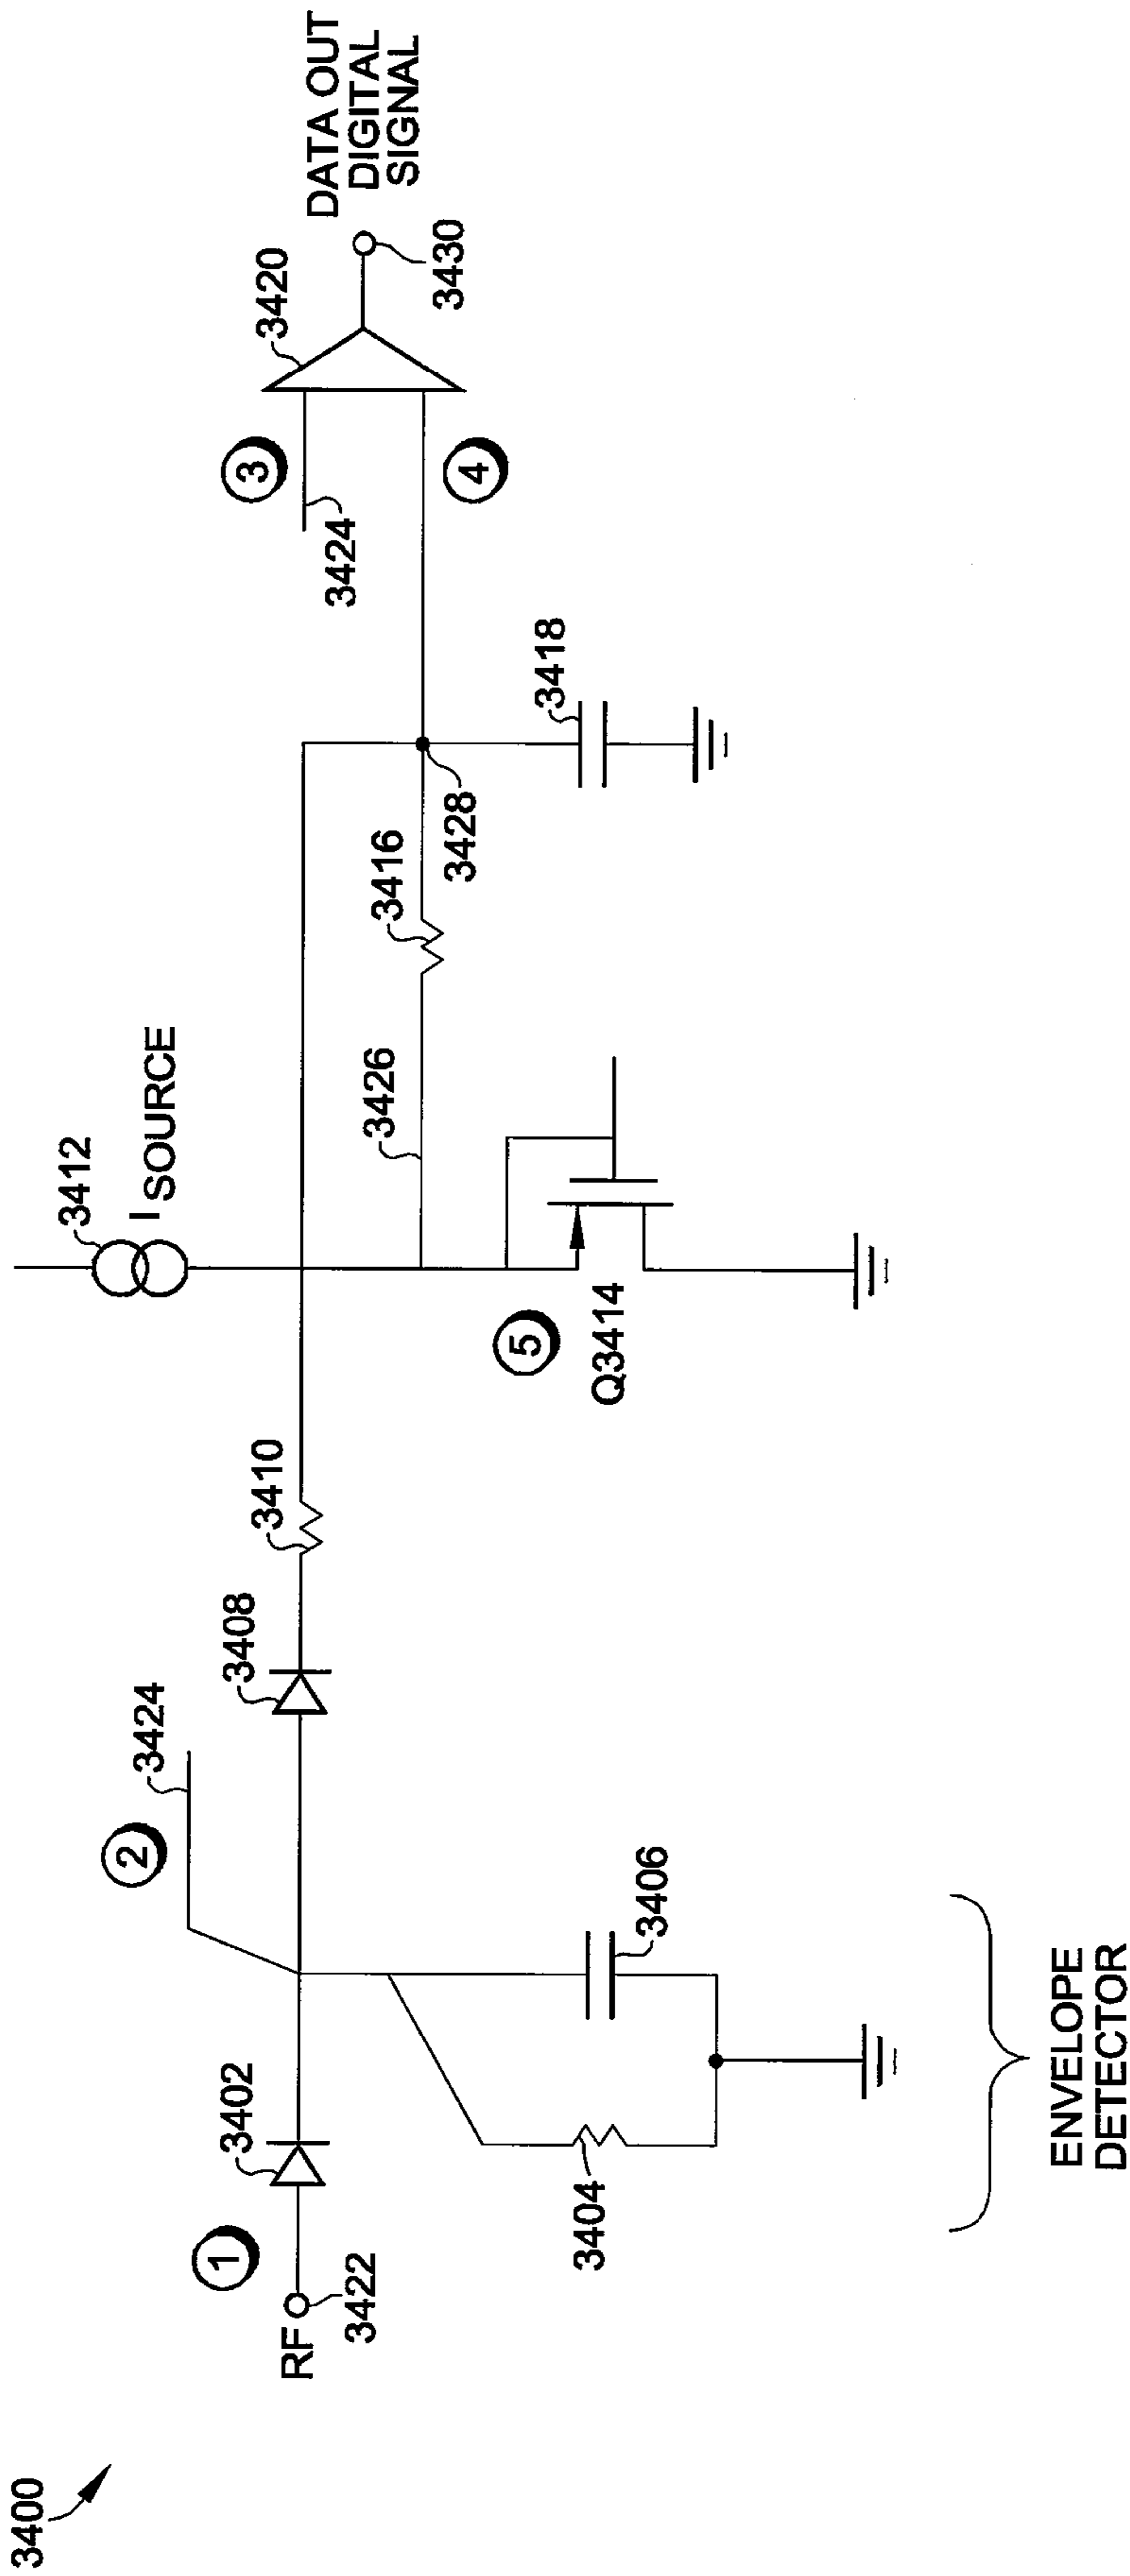 3400
RF
3422
1
3402
3404
3406
ENVELOPE
DETECTOR
2
3424
3408
3410
3412
I SOURCE
5
Q3414
3426
3416
3428
3418
3
3424
4
3420
3430
DATA OUT
DIGITAL
SIGNAL